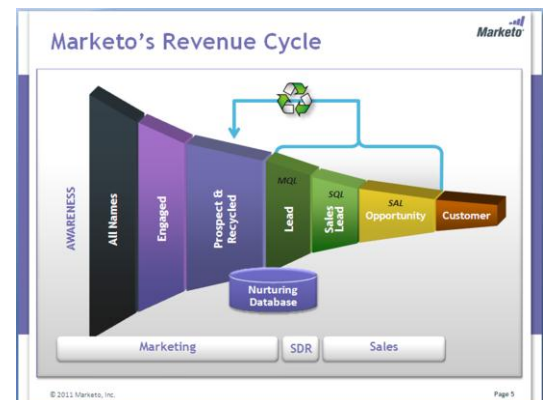 Marketo's Revenue Cycle
Marketo
AWARENESS
All Names
Engaged
Prospect &
Recycled
MQL
Lead
SQL
Sales
Lead
SAL
Opportunity
Customer
Nurturing
Database
Marketing
SDR
Sales
© 2011 Marketo, Inc.
Page 5